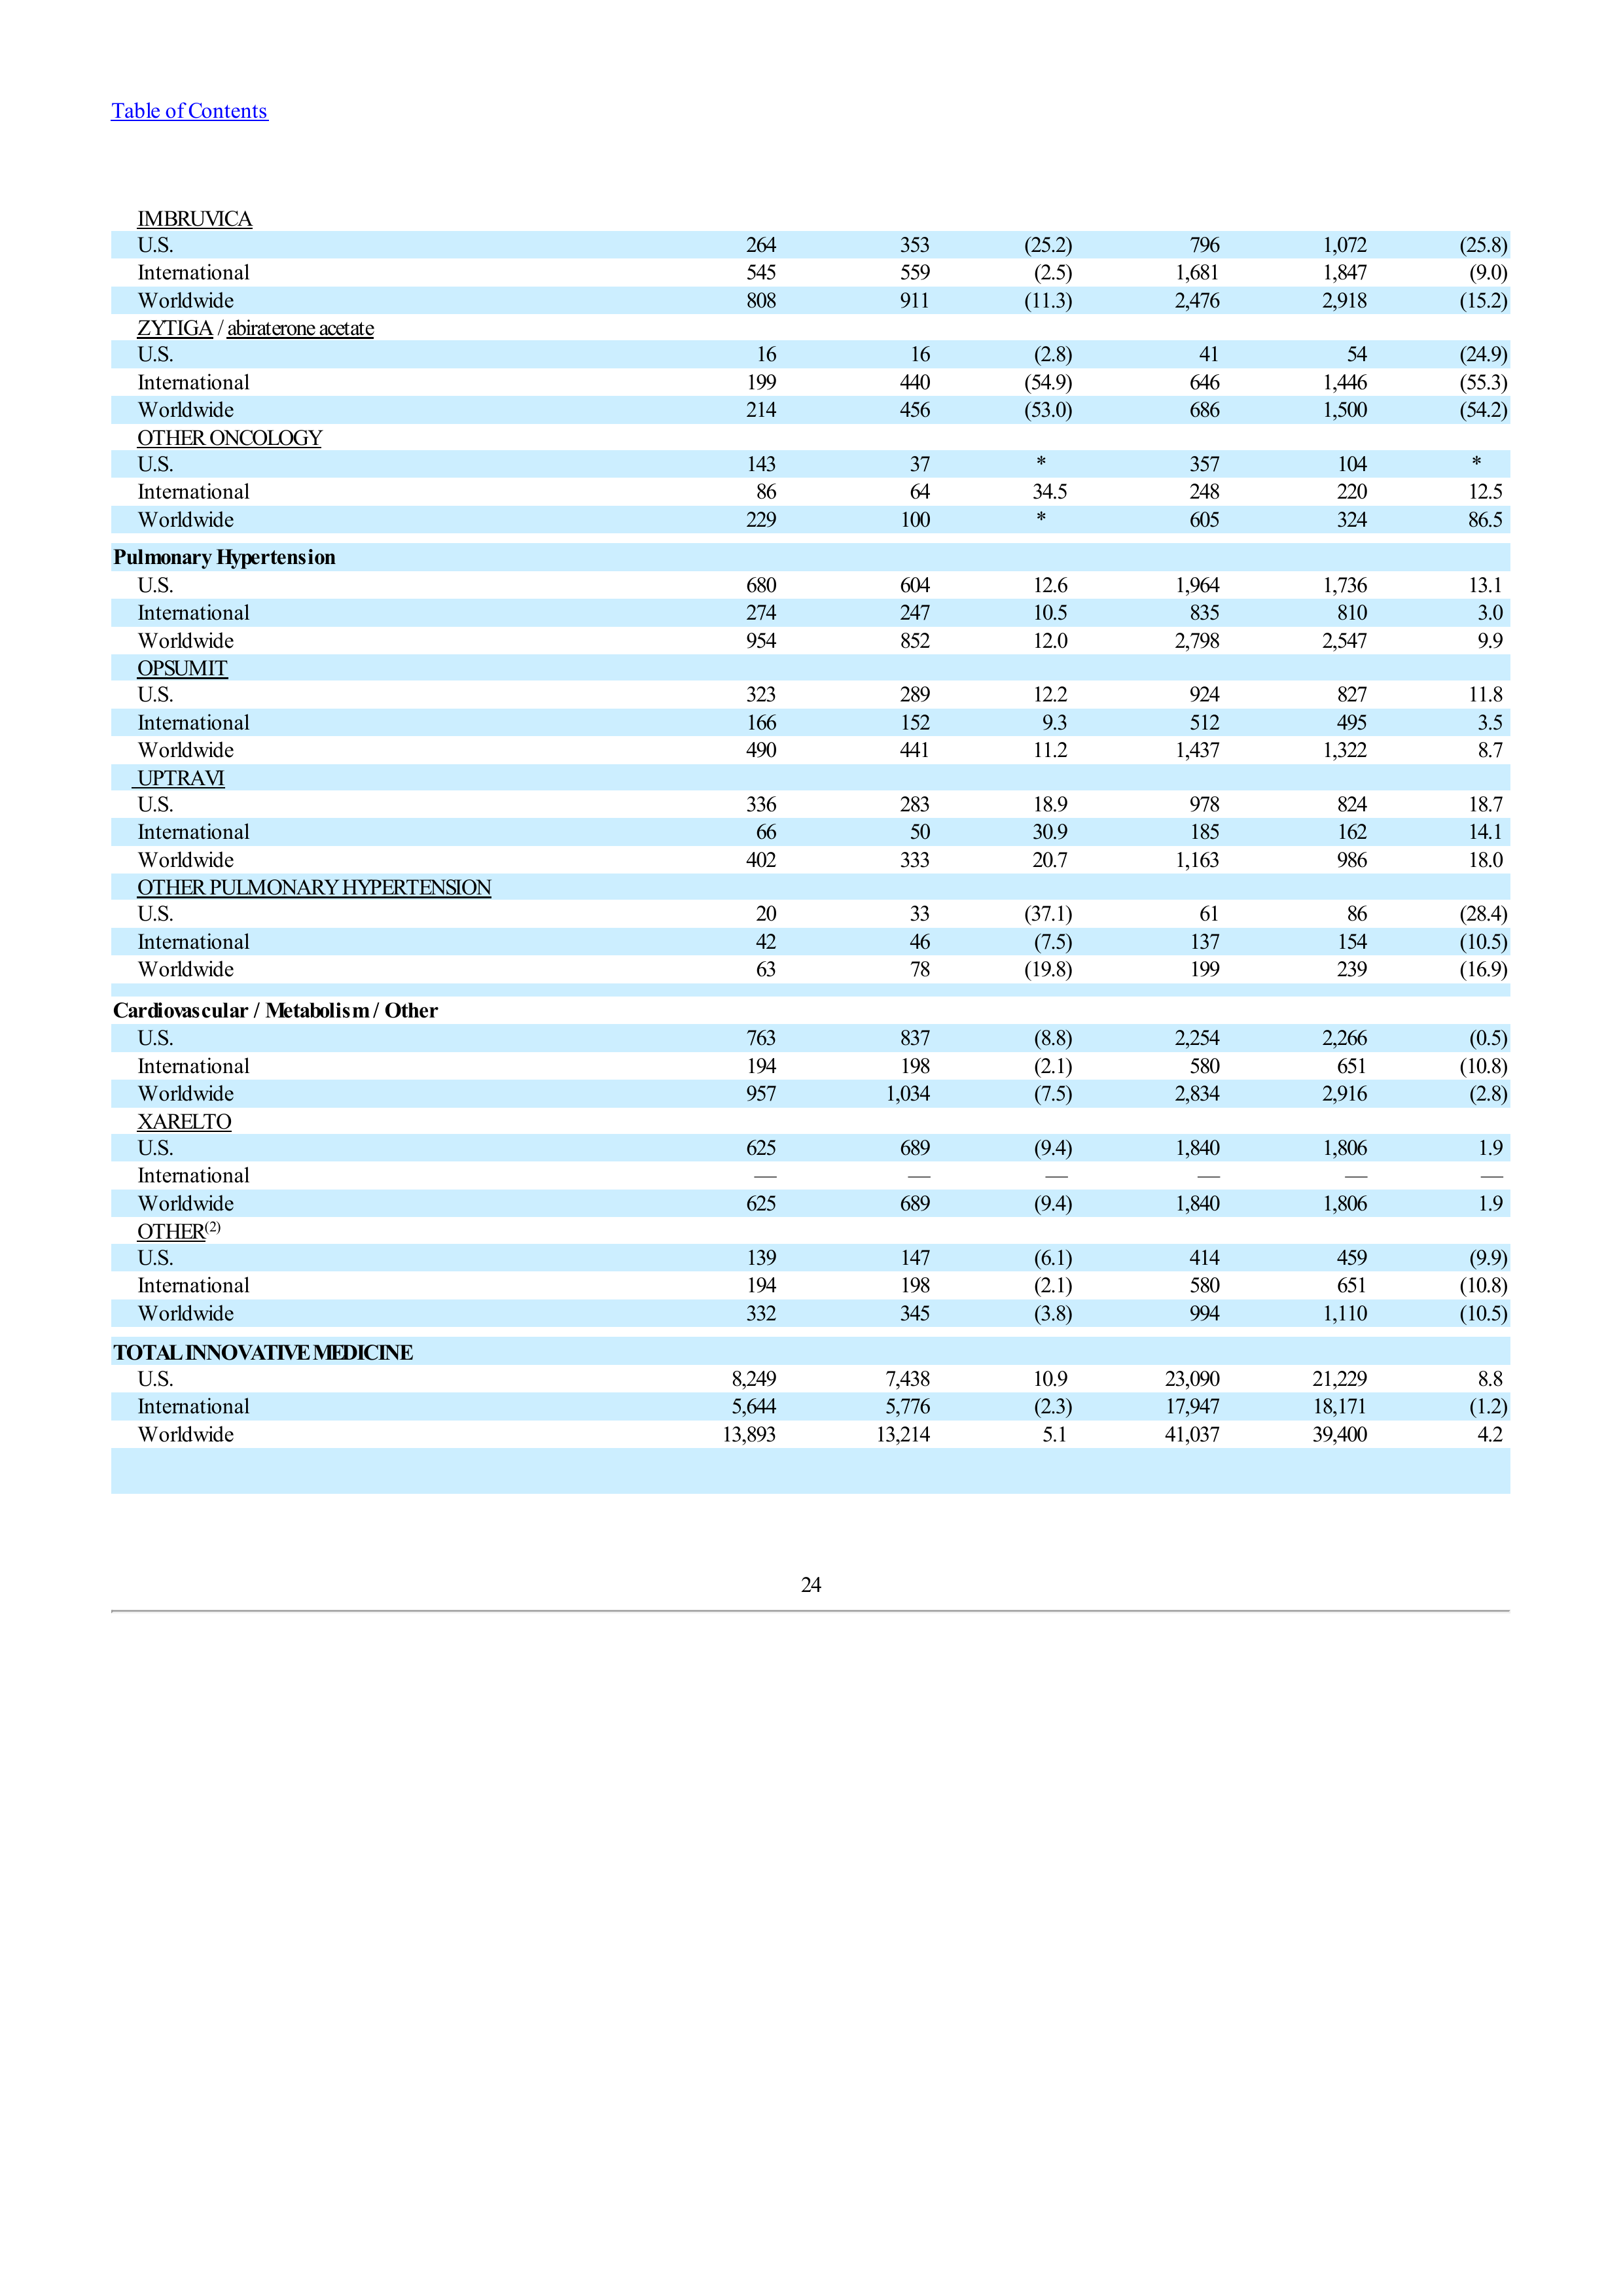 Table of Contents
IMBRUVICA
U.S. 264 353 (25.2) 796 1,072 (25.8)
International 545 559 (2.5) 1,681 1,847 (9.0)
Worldwide 808 911 (11.3) 2,476 2,918 (15.2)
ZYTIGA / abiraterone acetate
U.S. 16 16 (2.8) 41 54 (24.9)
International 199 440 (54.9) 646 1,446 (55.3)
Worldwide 214 456 (53.0) 686 1,500 (54.2)
OTHER ONCOLOGY
U.S. 143 37 * 357 104 *
International 86 64 34.5 248 220 12.5
Worldwide 229 100 * 605 324 86.5
Pulmonary Hypertension
U.S. 680 604 12.6 1,964 1,736 13.1
International 274 247 10.5 835 810 3.0
Worldwide 954 852 12.0 2,798 2,547 9.9
OPSUMIT
U.S. 323 289 12.2 924 827 11.8
International 166 152 9.3 512 495 3.5
Worldwide 490 441 11.2 1,437 1,322 8.7
UPTRAVI
U.S. 336 283 18.9 978 824 18.7
International 66 50 30.9 185 162 14.1
Worldwide 402 333 20.7 1,163 986 18.0
OTHER PULMONARY HYPERTENSION
U.S. 20 33 (37.1) 61 86 (28.4)
International 42 46 (7.5) 137 154 (10.5)
Worldwide 63 78 (19.8) 199 239 (16.9)
Cardiovascular / Metabolism / Other
U.S. 763 837 (8.8) 2,254 2,266 (0.5)
International 194 198 (2.1) 580 651 (10.8)
Worldwide 957 1,034 (7.5) 2,834 2,916 (2.8)
XARELTO
U.S. 625 689 (9.4) 1,840 1,806 1.9
International — — — — — —
Worldwide 625 689 (9.4) 1,840 1,806 1.9
OTHER(2)
U.S. 139 147 (6.1) 414 459 (9.9)
International 194 198 (2.1) 580 651 (10.8)
Worldwide 332 345 (3.8) 994 1,110 (10.5)
TOTAL INNOVATIVE MEDICINE
U.S. 8,249 7,438 10.9 23,090 21,229 8.8
International 5,644 5,776 (2.3) 17,947 18,171 (1.2)
Worldwide 13,893 13,214 5.1 41,037 39,400 4.2
24